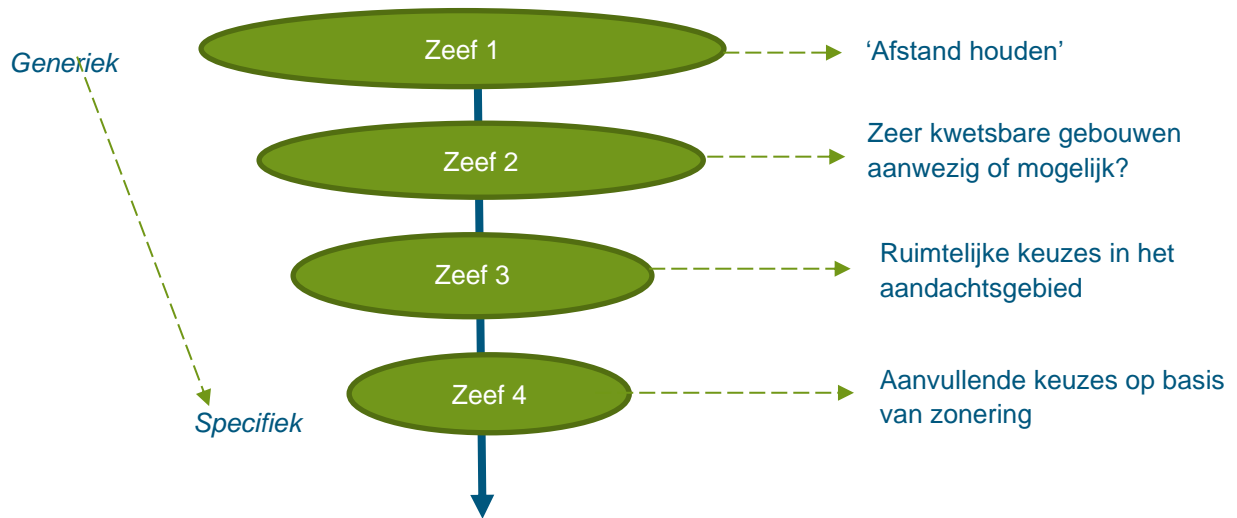 Zeef 1
‘Afstand houden’
Generiek
Zeef 2
Zeer kwetsbare gebouwen
aanwezig of mogelijk?
Zeef 3
Ruimtelijke keuzes in het
aandachtsgebied
Zeef 4
Aanvullende keuzes op basis
van zonering
Specifiek